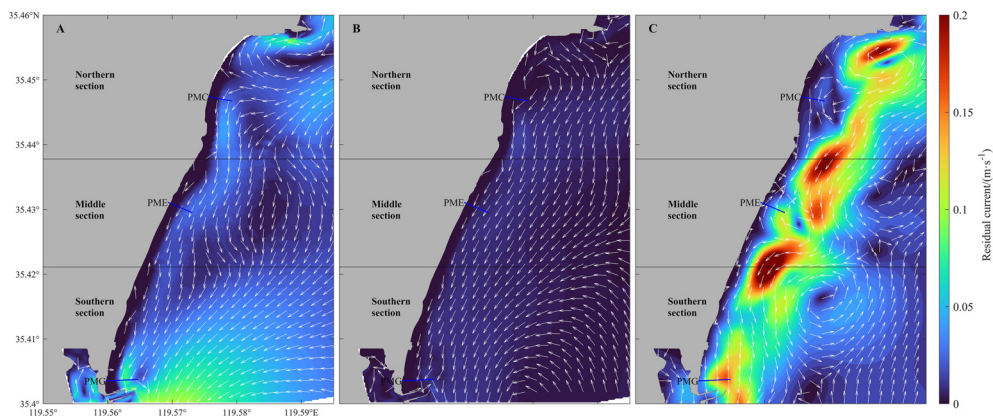 35.46°N
35.45°
35.44°
35.43°
35.42°
35.41°
35.4°
119.55°
119.56°
119.57°
119.58°
119.59°E
A
Northern
section
PMC
Middle
section
PME
Southern
section
PMG
B
Northern
section
PMC
Middle
section
PME
Southern
section
PMG
C
Northern
section
PMC
Middle
section
PME
Southern
section
PMG
0.2
0.15
0.1
0.05
0
Residual current/(m·s⁻¹)